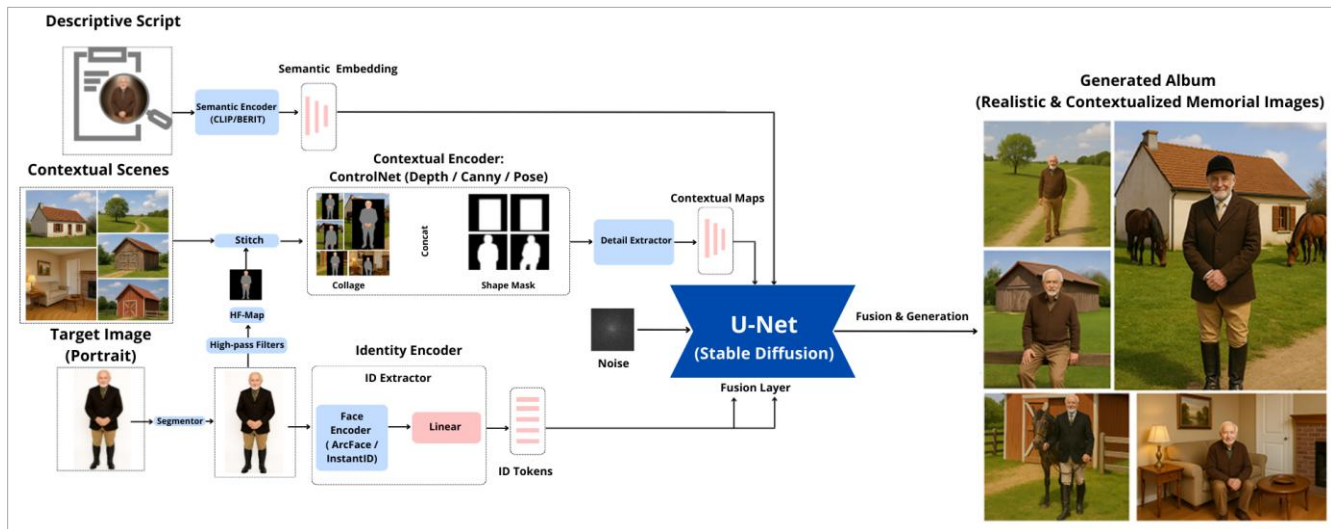 Descriptive Script
Semantic Encoder
(CLIP/BERIT)
Semantic Embedding
Contextual Scenes
Stitch
HF-Map
High-pass Filters
Contextual Encoder:
ControlNet (Depth / Canny / Pose)
Collage
Concat
Shape Mask
Detail Extractor
Contextual Maps
Target Image
(Portrait)
Segmentor
Identity Encoder
ID Extractor
Face
Encoder
( ArcFace /
InstantID)
Linear
ID Tokens
Noise
U-Net
(Stable Diffusion)
Fusion Layer
Fusion & Generation
Generated Album
(Realistic & Contextualized Memorial Images)